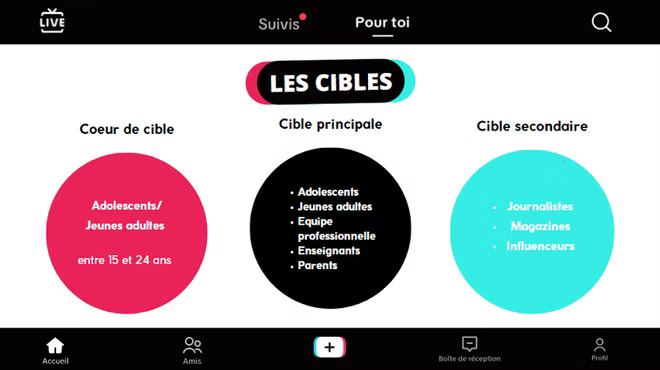 LIVE
Suivis
Pour toi
LES CIBLES
Coeur de cible
Adolescents/
Jeunes adultes
entre 15 et 24 ans
Cible principale
• Adolescents
• Jeunes adultes
• Equipe
professionnelle
• Enseignants
• Parents
Cible secondaire
• Journalistes
• Magazines
• Influenceurs
Accueil
Amis
Boîte de réception
Profil